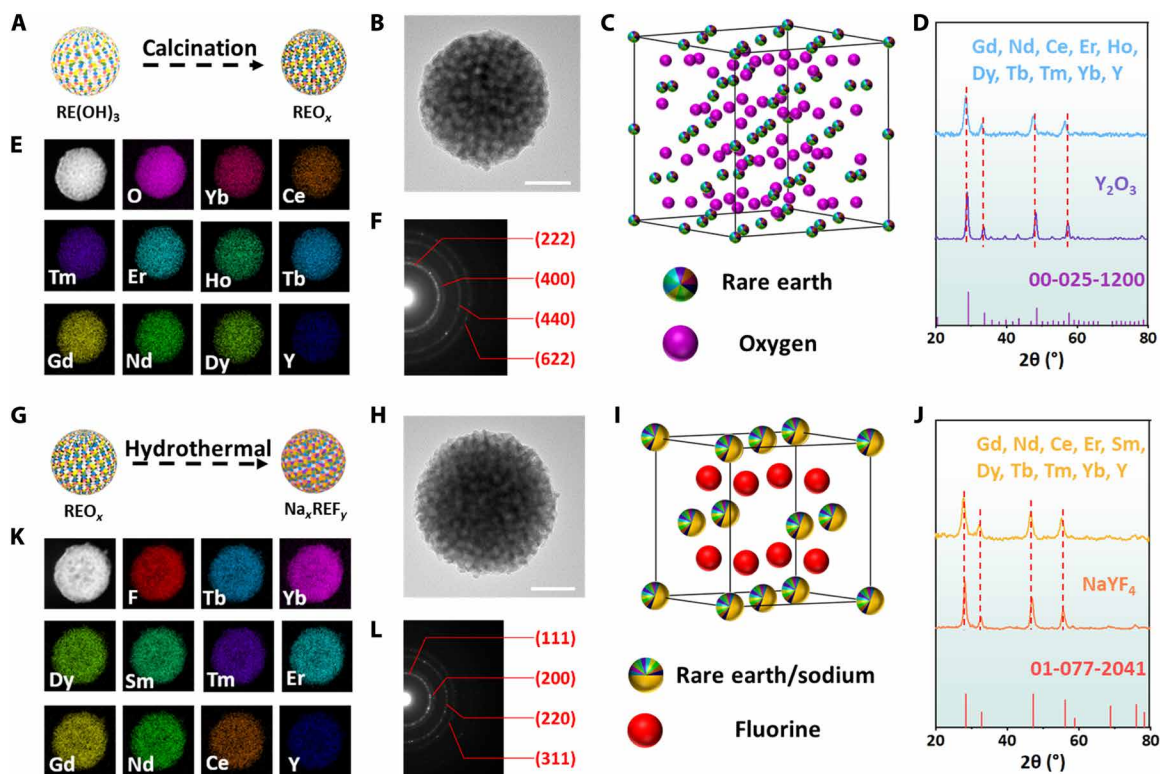 A
Calcination
RE(OH)3
REOx
B
C
Rare earth
Oxygen
D
Gd, Nd, Ce, Er, Ho,
Dy, Tb, Tm, Yb, Y
Y2O3
00-025-1200
20 40 60 80
2θ (°)
E
O
Yb
Ce
Tm
Er
Ho
Tb
Gd
Nd
Dy
Y
F
(222)
(400)
(440)
(622)
G
Hydrothermal
REOx
NaxREFy
H
I
Rare earth/sodium
Fluorine
J
Gd, Nd, Ce, Er, Sm,
Dy, Tb, Tm, Yb, Y
NaYF4
01-077-2041
20 40 60 80
2θ (°)
K
F
Tb
Yb
Dy
Sm
Tm
Er
Gd
Nd
Ce
Y
L
(111)
(200)
(220)
(311)